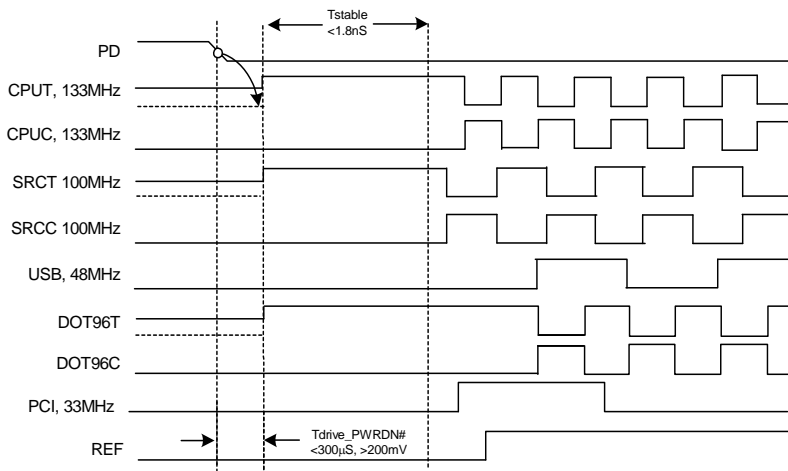 Tstable
<1.8nS
PD
CPUT, 133MHz
CPUC, 133MHz
SRCT 100MHz
SRCC 100MHz
USB, 48MHz
DOT96T
DOT96C
PCI, 33MHz
Tdrive_PWRDN#
<300µS, >200mV
REF